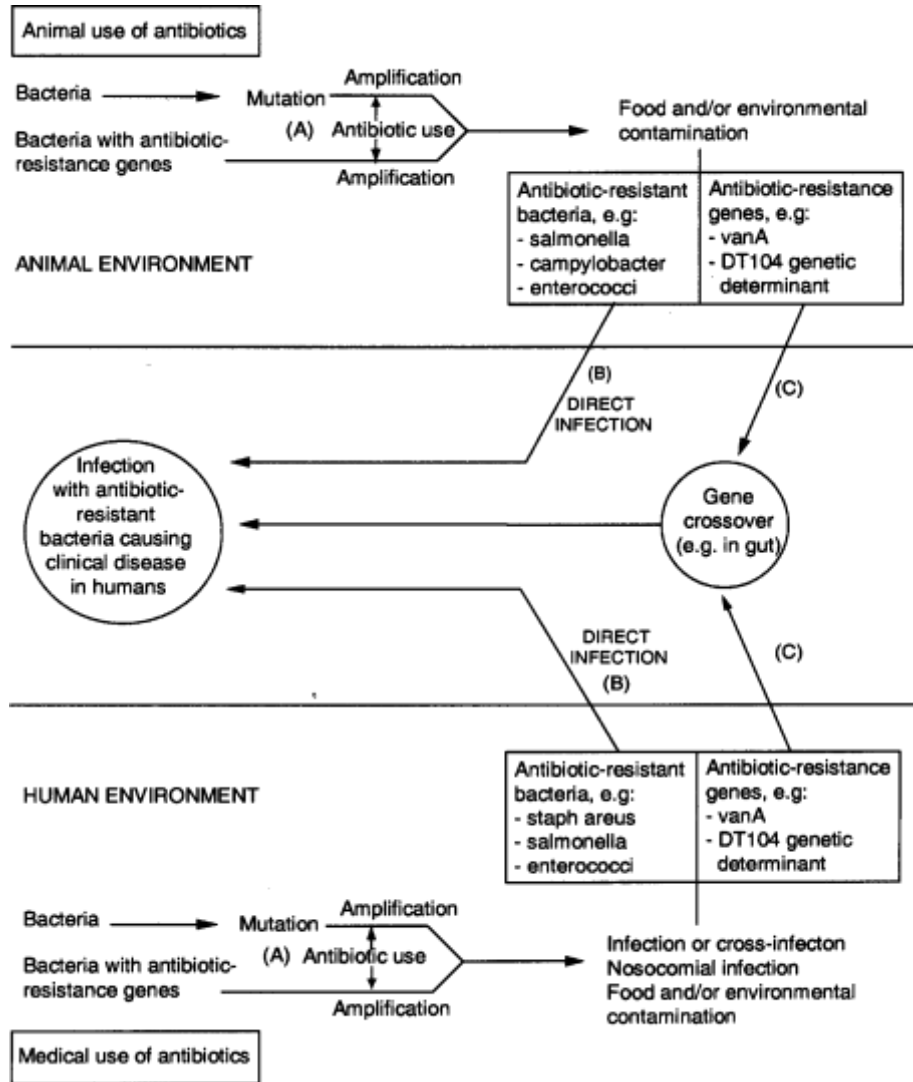 Animal use of antibiotics
Amplification
Bacteria
Mutation
Food and/or environmental
contamination
(A)
Antibiotic use
Bacteria with antibiotic-
resistance genes
Amplification
Antibiotic-resistant
bacteria, e.g:
- salmonella
- campylobacter
- enterococci
Antibiotic-resistance
genes, e.g:
- vanA
- DT104 genetic
determinant
ANIMAL ENVIRONMENT
(B)
DIRECT
INFECTION
(C)
Infection
with antibiotic-
resistant
bacteria causing
clinical disease
in humans
Gene
crossover
(e.g. in gut)
DIRECT
INFECTION
(B)
(C)
HUMAN ENVIRONMENT
Antibiotic-resistant
bacteria, e.g:
- staph areus
- salmonella
- enterococci
Antibiotic-resistance
genes, e.g:
- vanA
- DT104 genetic
determinant
Amplification
Bacteria
Mutation
(A)
Antibiotic use
Bacteria with antibiotic-
resistance genes
Amplification
Infection or cross-infecton
Nosocomial infection
Food and/or environmental
contamination
Medical use of antibiotics